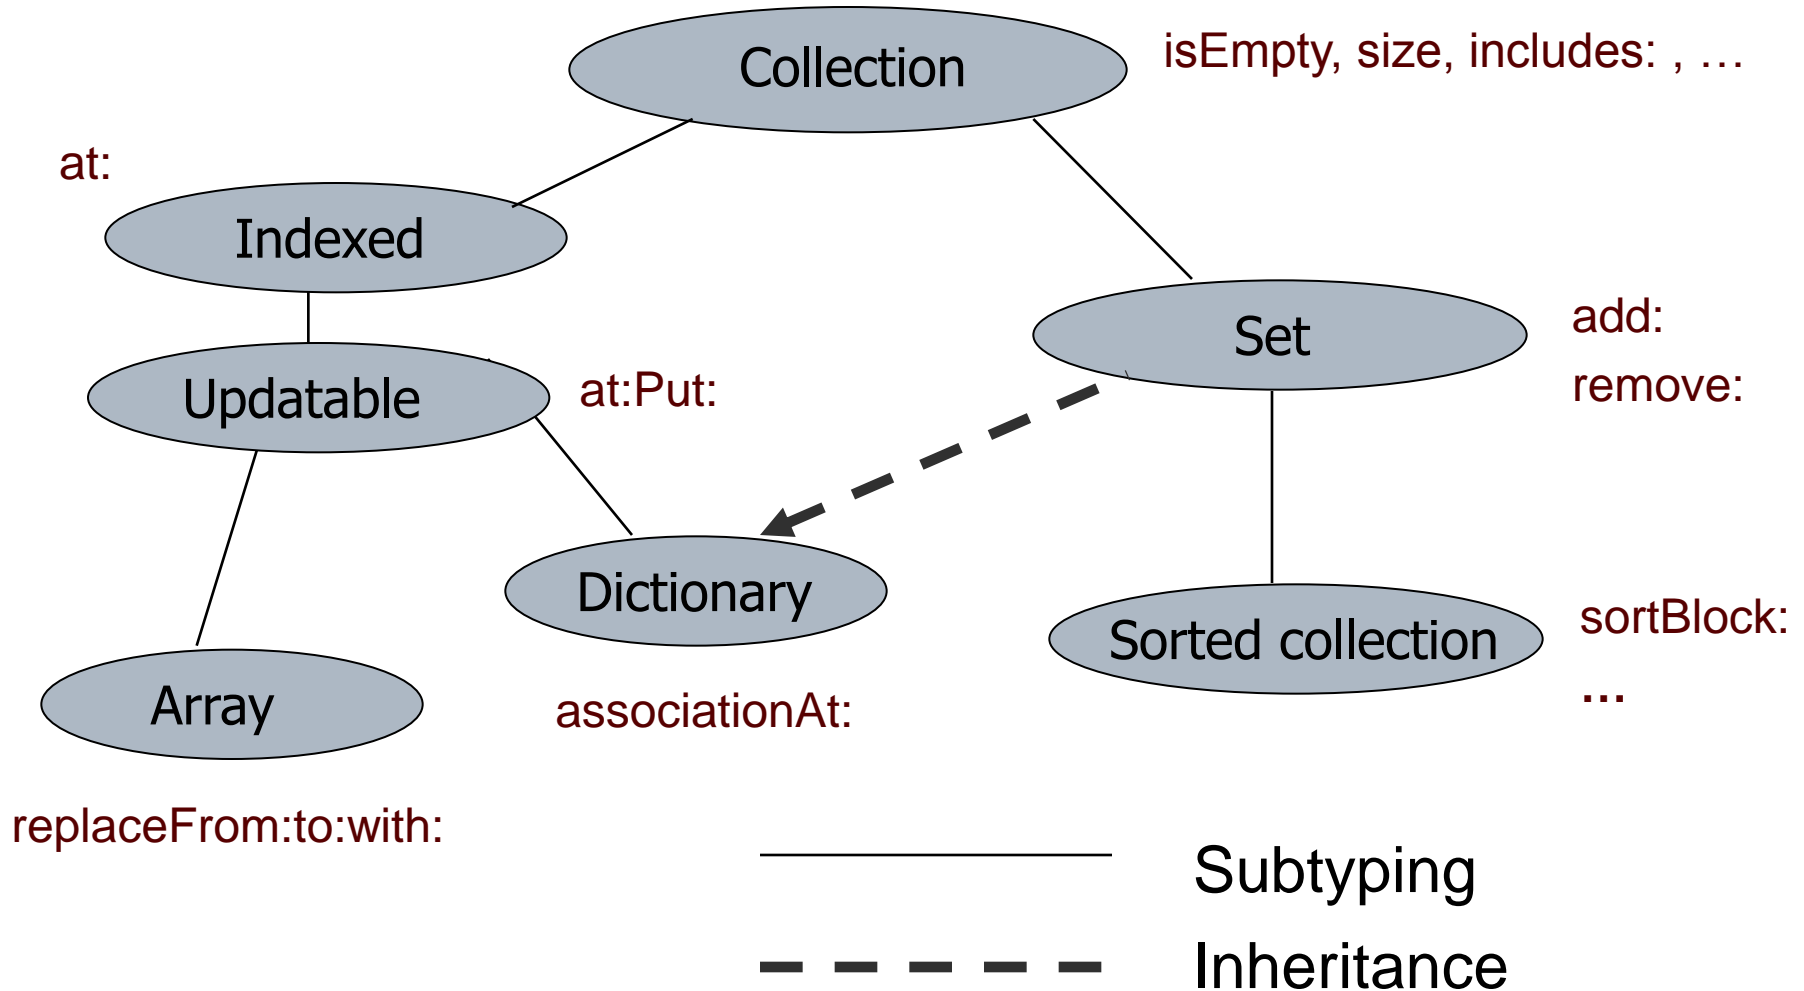 Collection
isEmpty, size, includes: , …
at:
Indexed
Set
add:
remove:
Updatable
at:Put:
Dictionary
associationAt:
Sorted collection
sortBlock:
...
Array
replaceFrom:to:with:
Subtyping
Inheritance